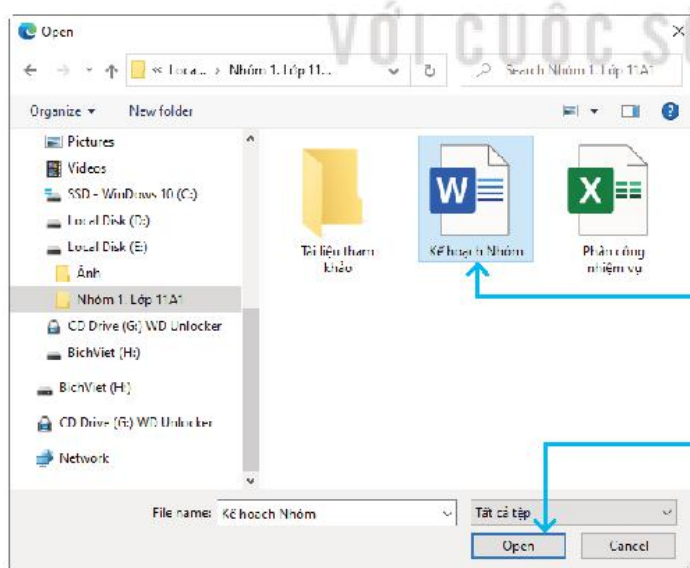 VỚI CUỘC S
Open
« Loca... › Nhóm 1. Lớp 11...
Search Nhóm 1. Lớp 11A1
Organize
New folder
Pictures
Videos
SSD - WinDows 10 (C:)
Local Disk (D:)
Local Disk (E:)
Ảnh
Nhóm 1. Lớp 11A1
CD Drive (G:) WD Unlocker
BichViet (H:)
BichViet (H:)
CD Drive (G:) WD Unlocker
Network
Tài liệu tham
khảo
W
Kế hoạch Nhóm
X
Phân công
nhiệm vụ
File name:
Kế hoạch Nhóm
Tất cả tệp
Open
Cancel